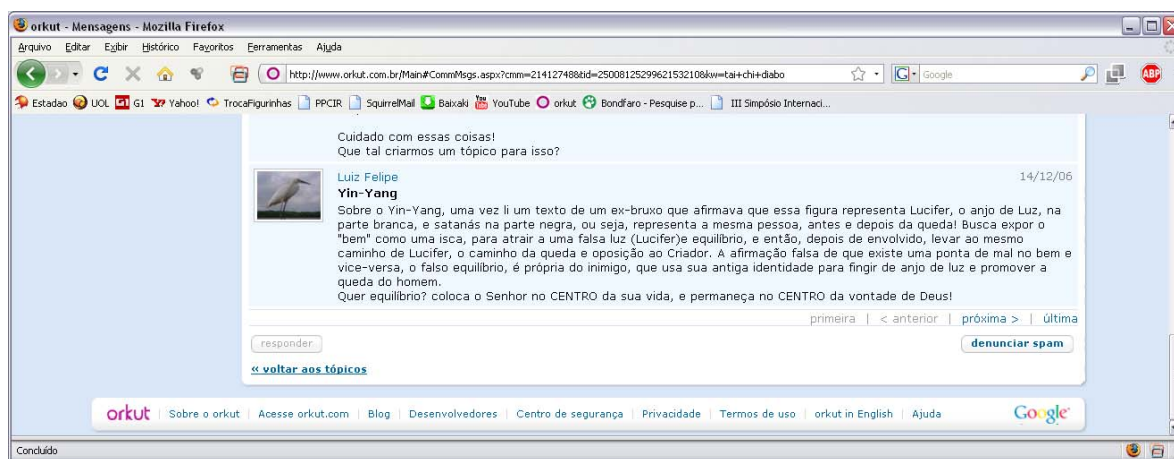 orkut - Mensagens - Mozilla Firefox
Arquivo Editar Exibir Histórico Favoritos Ferramentas Ajuda
http://www.orkut.com.br/Main#CommMsgs.aspx?cmm=21412748&tid=2500812529962153210&kw=tai+chi+diabo
G Google
ABP
Estadao UOL G1 Yahoo! TrocaFigurinhas PPCIR SquirrelMail Baixaki YouTube orkut Bondfaro - Pesquise p... III Simpósio Internaci...
Cuidado com essas coisas!
Que tal criarmos um tópico para isso?
Luiz Felipe 14/12/06
Yin-Yang
Sobre o Yin-Yang, uma vez li um texto de um ex-bruxo que afirmava que essa figura representa Lucifer, o anjo de Luz, na
parte branca, e satanás na parte negra, ou seja, representa a mesma pessoa, antes e depois da queda! Busca expor o
"bem" como uma isca, para atrair a uma falsa luz (Lucifer)e equilíbrio, e então, depois de envolvido, levar ao mesmo
caminho de Lucifer, o caminho da queda e oposição ao Criador. A afirmação falsa de que existe uma ponta de mal no bem e
vice-versa, o falso equilíbrio, é própria do inimigo, que usa sua antiga identidade para fingir de anjo de luz e promover a
queda do homem.
Quer equilíbrio? coloca o Senhor no CENTRO da sua vida, e permaneça no CENTRO da vontade de Deus!
primeira | < anterior | próxima > | última
responder denunciar spam
« voltar aos tópicos
orkut | Sobre o orkut | Acesse orkut.com | Blog | Desenvolvedores | Centro de segurança | Privacidade | Termos de uso | orkut in English | Ajuda Google
Concluído